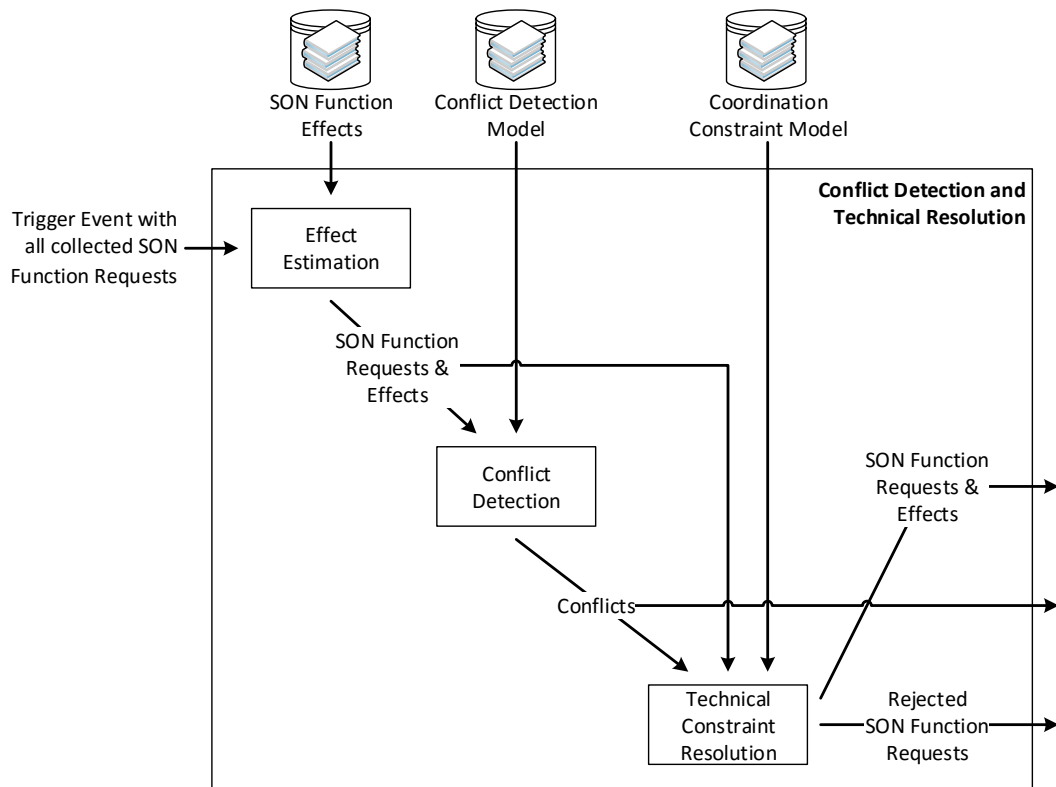 SON Function
Effects
Conflict Detection
Model
Coordination
Constraint Model
Conflict Detection and
Technical Resolution
Trigger Event with
all collected SON
Function Requests
Effect
Estimation
SON Function
Requests &
Effects
Conflict
Detection
SON Function
Requests &
Effects
Conflicts
Technical
Constraint
Resolution
Rejected
SON Function
Requests